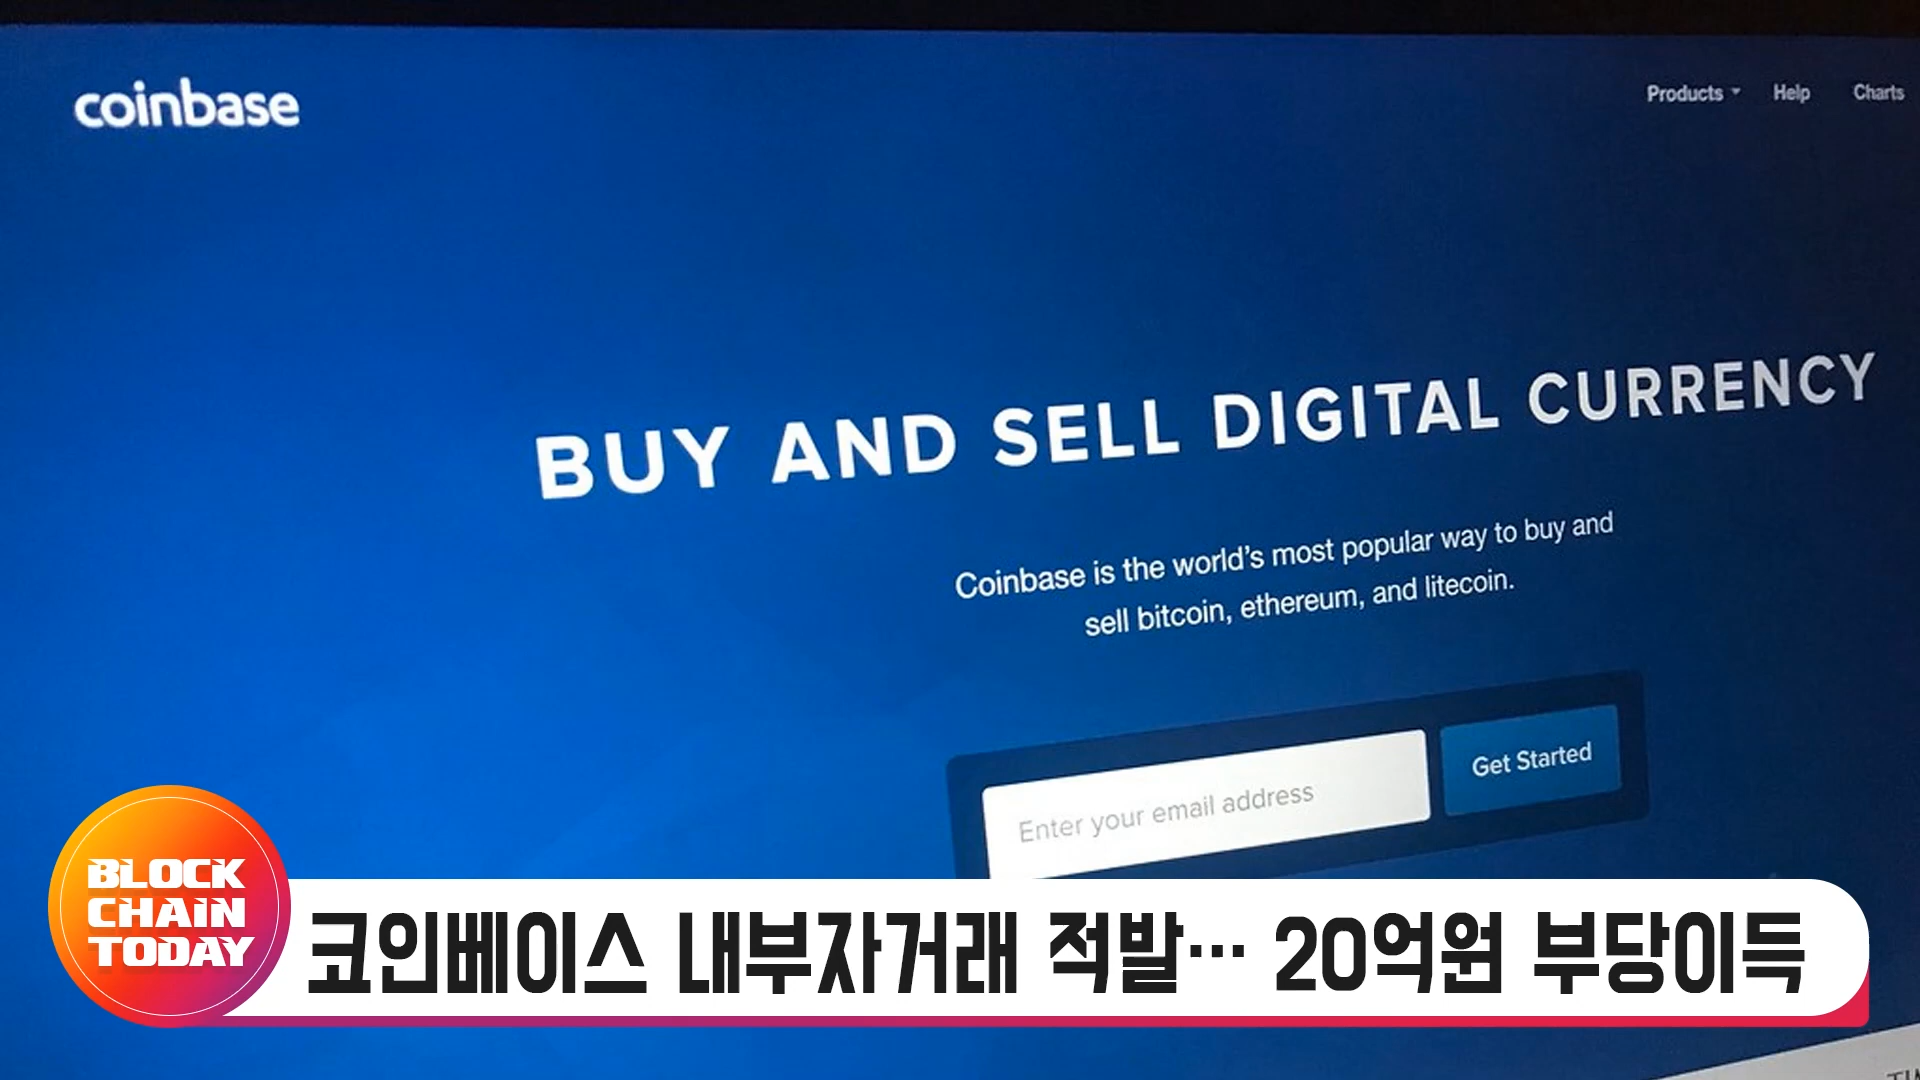 coinbase
Products Help Charts
BUY AND SELL DIGITAL CURRENCY
Coinbase is the world's most popular way to buy and
sell bitcoin, ethereum, and litecoin.
Enter your email address
Get Started
BLOCK
CHAIN
TODAY
코인베이스 내부자거래 적발… 20억원 부당이득